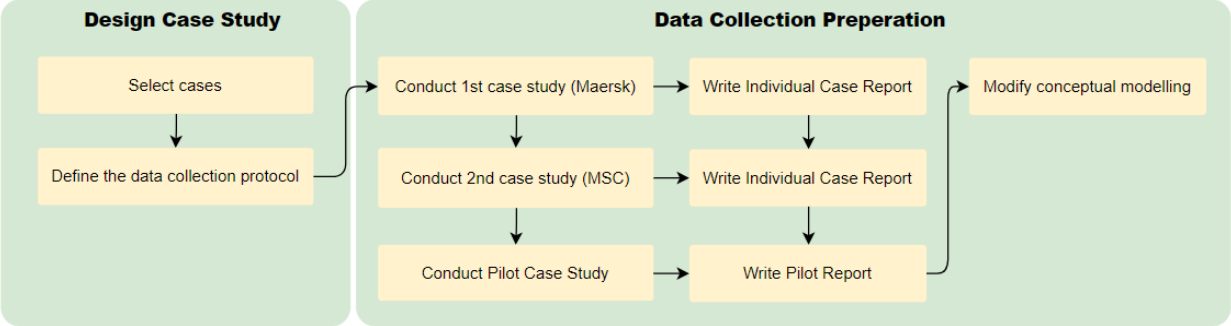 Design Case Study
Select cases
Define the data collection protocol
Data Collection Preperation
Conduct 1st case study (Maersk)
Write Individual Case Report
Modify conceptual modelling
Conduct 2nd case study (MSC)
Write Individual Case Report
Conduct Pilot Case Study
Write Pilot Report